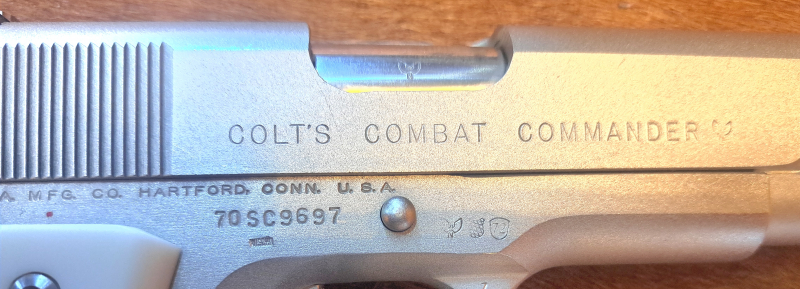 COLT'S COMBAT COMMANDER
A. MFG. CO. HARTFORD, CONN. U.S.A.
70SC9697